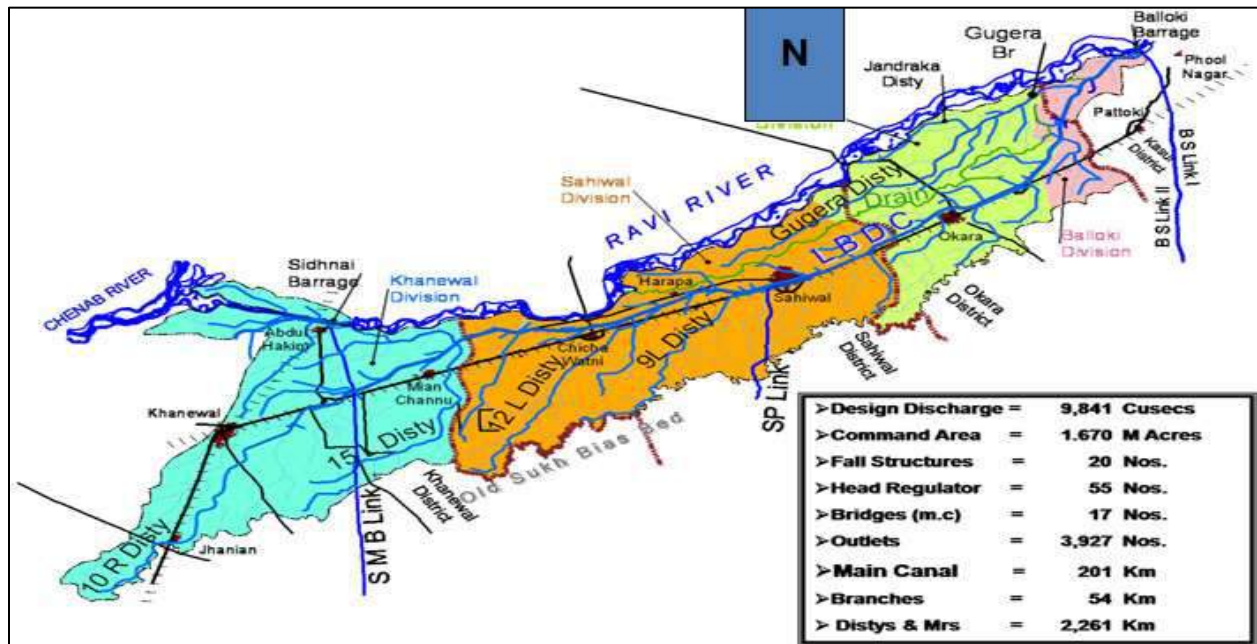 N
Balloki
Barrage
Gugera
Br
Phool
Nagar
Jandraka
Disty
Pattoki
Kasur
District
BS Link I
BS Link II
Division
Sahiwal
Division
RAVI RIVER
Gugera Disty
Drain
LBDC
Okara
Balloki
Division
Sidhnai
Barrage
Khanewal
Division
Harapa
Sahiwal
CHENAB RIVER
Okara
District
Sahiwal
District
Abdul
Chicha
Watni
9L Disty
12 L Disty
SP Link
Mian
Channu
Khanewal
15
Disty
Old Sukh Bias Bed
Khanewal
District
SMB Link
Jhanian
10 R Disty
➢Design Discharge = 9,841 Cusecs
➢Command Area = 1.670 M Acres
➢Fall Structures = 20 Nos.
➢Head Regulator = 55 Nos.
➢Bridges (m.c) = 17 Nos.
➢Outlets = 3,927 Nos.
➢Main Canal = 201 Km
➢Branches = 54 Km
➢ Distys & Mrs = 2,261 Km